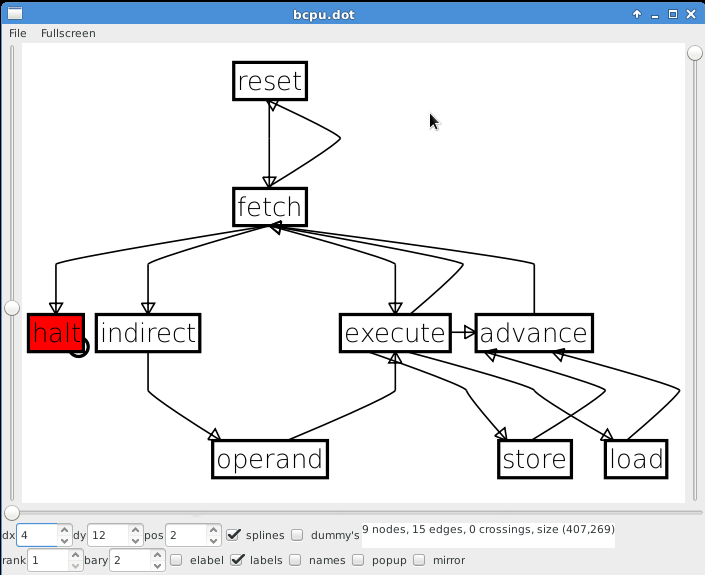 bcpu.dot
File Fullscreen
reset
fetch
halt indirect execute advance
operand store load
dx 4 dy 12 pos 2 splines dummy's 9 nodes, 15 edges, 0 crossings, size (407,269)
rank 1 bary 2 elabel labels names popup mirror